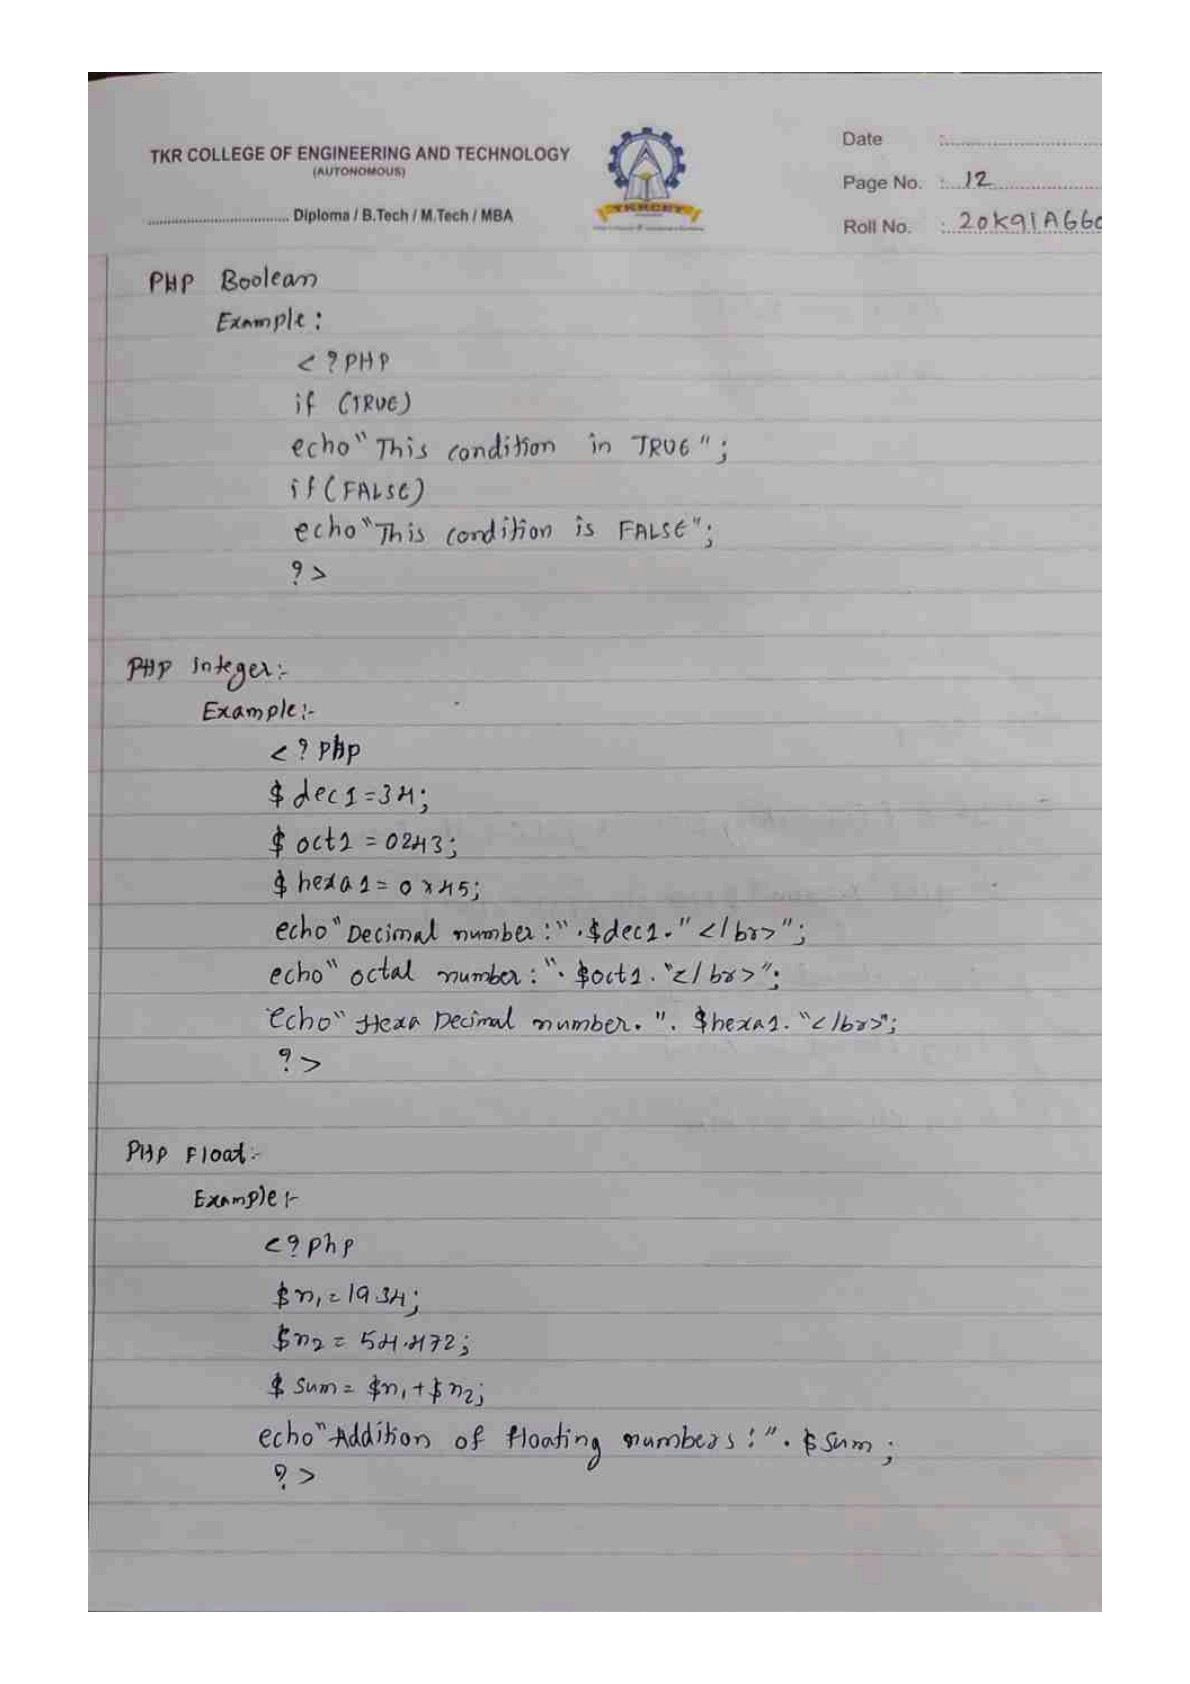 TKR COLLEGE OF ENGINEERING AND TECHNOLOGY
(AUTONOMOUS)
Diploma / B.Tech / M.Tech / MBA
TKRCET
Date :
Page No. : 12
Roll No. : 20K91A660
PHP Boolean
Example:
<?PHP
if (TRUE)
echo"This condition in TRUE";
if(FALSE)
echo"This condition is FALSE";
?>
PHP Integer:-
Example:-
<?php
$dec1=34;
$oct1 = 0243;
$hexa1= 0x45;
echo"Decimal number:".$dec1."</br>";
echo"octal number:".$oct1."</br>";
echo"Hexa Decimal number.".$hexa1."</br>";
?>
PHP Float:-
Example:-
<?php
$n1=19.34;
$n2= 54.472;
$sum= $n1+$n2;
echo"Addition of floating numbers:".$sum;
?>